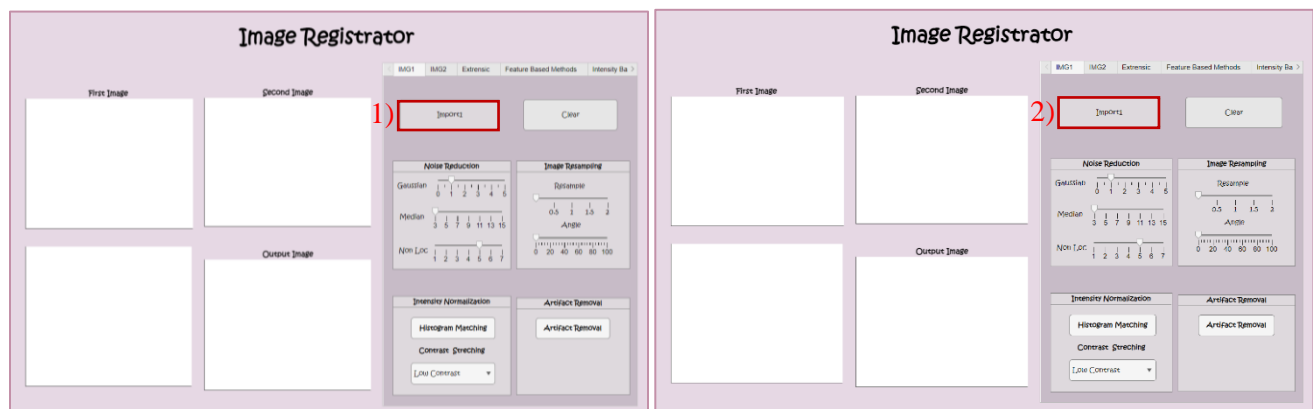 Image Registrator
IMG1 IMG2 Extrensic Feature Based Methods Intensity Ba
First Image Second Image
1) Import1 Clear
Noise Reduction Image Resampling
Gaussian 0 1 2 3 4 5 Resample
0.5 1 1.5 2
Median 3 5 7 9 11 13 15 Angle
Non Loc 1 2 3 4 5 6 7 0 20 40 60 80 100
Output Image
Intensity Normalization Artifact Removal
Histogram Matching Artifact Removal
Contrast Streching
Low Contrast
Image Registrator
IMG1 IMG2 Extrensic Feature Based Methods Intensity Ba
First Image Second Image
2) Import1 Clear
Noise Reduction Image Resampling
Gaussian 0 1 2 3 4 5 Resample
0.5 1 1.5 2
Median 3 5 7 9 11 13 15 Angle
Non Loc 1 2 3 4 5 6 7 0 20 40 60 80 100
Output Image
Intensity Normalization Artifact Removal
Histogram Matching Artifact Removal
Contrast Streching
Low Contrast